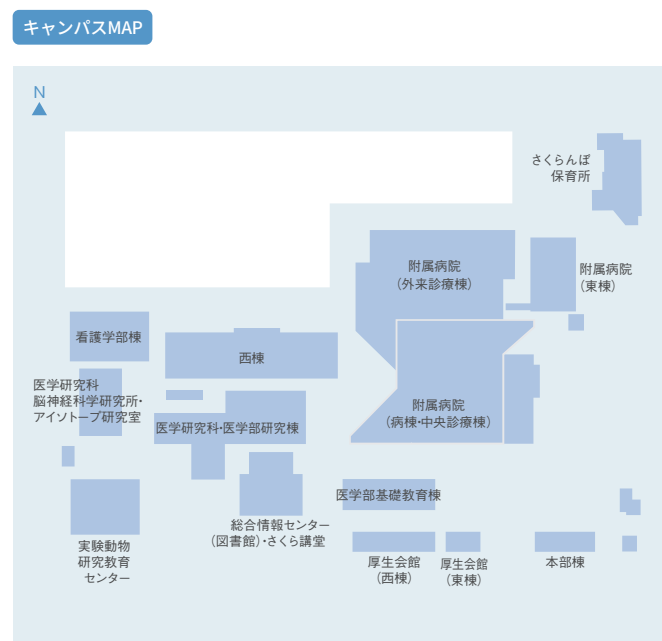 キャンパスMAP
N
さくらんぼ
保育所
附属病院
（外来診療棟）
附属病院
（東棟）
看護学部棟
西棟
医学研究科
脳神経科学研究所・
アイソトープ研究室
医学研究科・医学部研究棟
附属病院
（病棟・中央診療棟）
医学部基礎教育棟
総合情報センター
（図書館）・さくら講堂
実験動物
研究教育
センター
厚生会館
（西棟）
厚生会館
（東棟）
本部棟